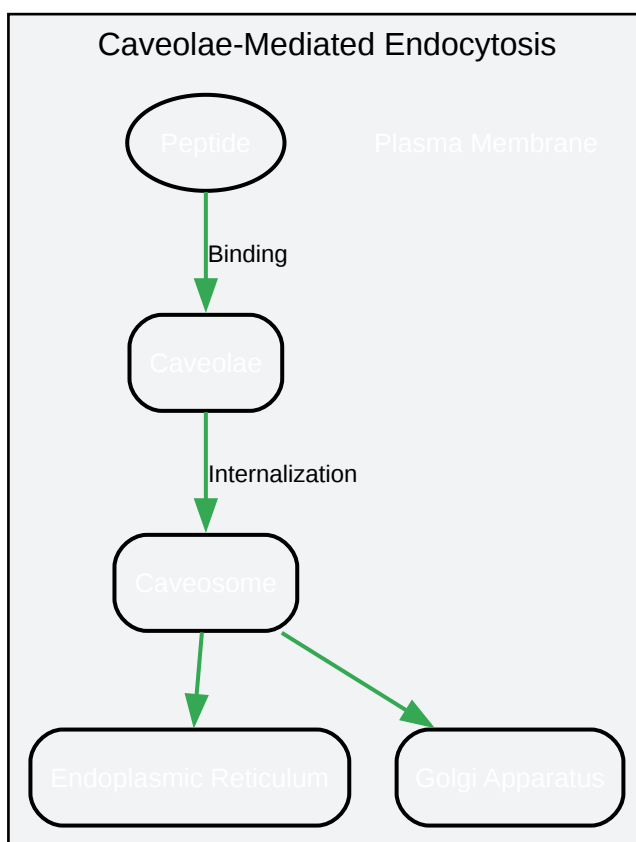 Caveolae-Mediated Endocytosis
Peptide
Plasma Membrane
Binding
Caveolae
Internalization
Caveosome
Endoplasmic Reticulum
Golgi Apparatus